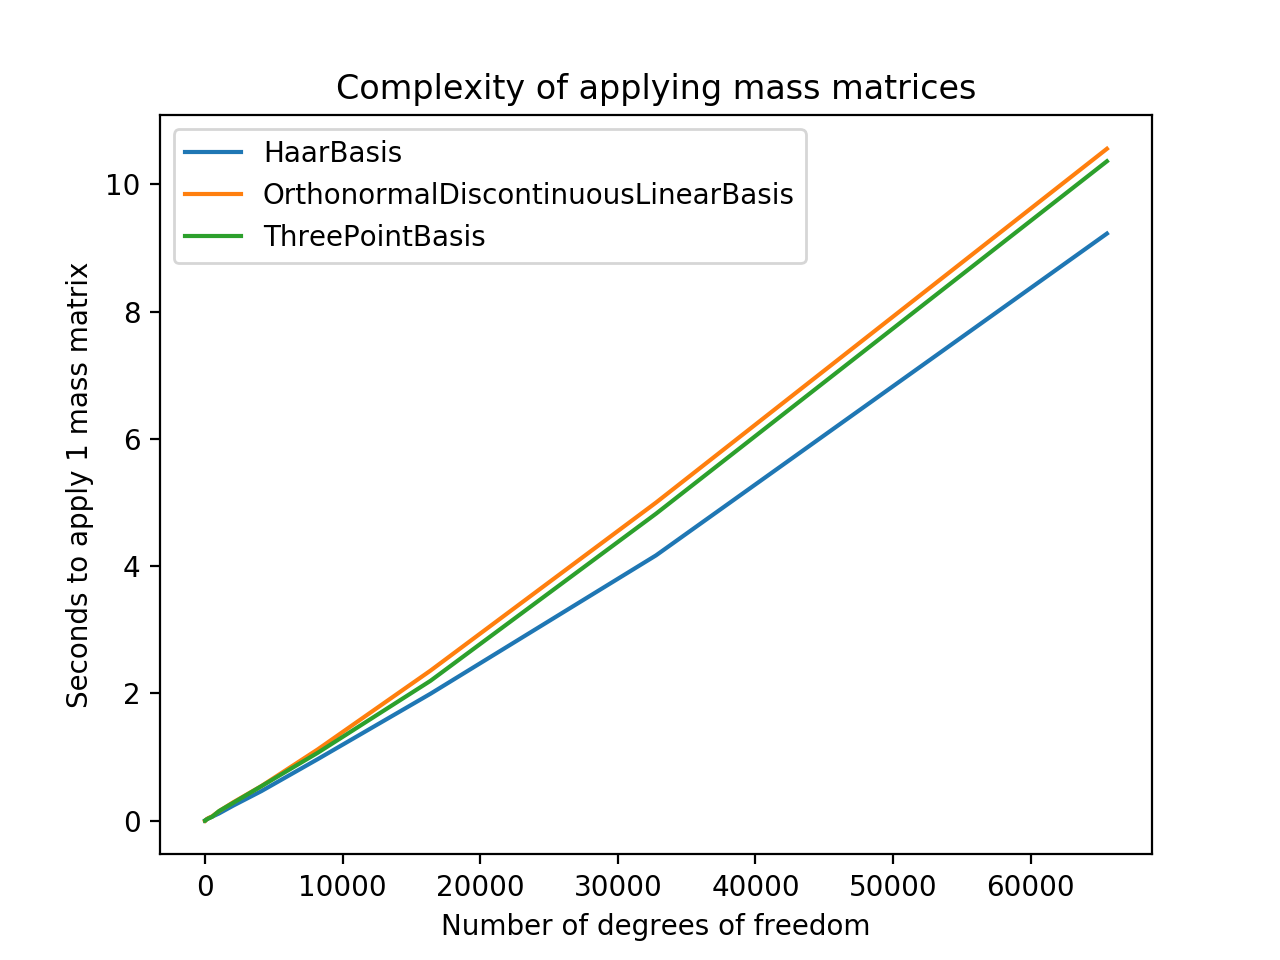 Complexity of applying mass matrices
HaarBasis
OrthonormalDiscontinuousLinearBasis
ThreePointBasis
10
8
6
4
2
0
Seconds to apply 1 mass matrix
0 10000 20000 30000 40000 50000 60000
Number of degrees of freedom